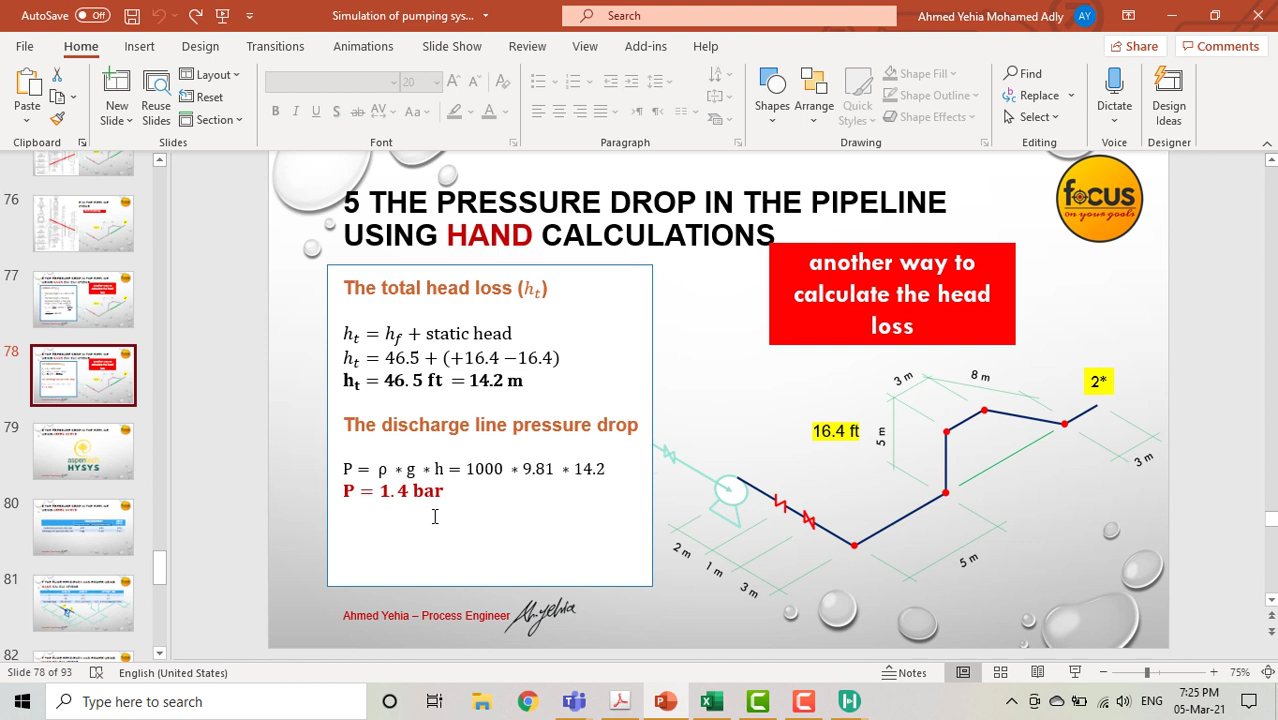 AutoSave Off
Simulation of pumping sys...
Search
Ahmed Yehia Mohamed Adly
AY
File
Home
Insert
Design
Transitions
Animations
Slide Show
Review
View
Add-ins
Help
Share
Comments
Paste
New
Slide
Reuse
Slides
Layout
Reset
Section
20
B I U S ab AV Aa A
Shapes
Arrange
Quick
Styles
Shape Fill
Shape Outline
Shape Effects
Find
Replace
Select
Dictate
Design
Ideas
Clipboard
Slides
Font
Paragraph
Drawing
Editing
Voice
Designer
76
77
78
79
80
81
82
aspentech
HYSYS
5 THE PRESSURE DROP IN THE PIPELINE
USING HAND CALCULATIONS
focus
on your goals
another way to
calculate the head
loss
The total head loss (hₜ)
hₜ = h_f + static head
hₜ = 46.5 + (+16.4 −16.4)
hₜ = 46.5 ft = 14.2 m
The discharge line pressure drop
P = ρ * g * h = 1000 * 9.81 * 14.2
P = 1.4 bar
3 m
8 m
2*
16.4 ft
5 m
3 m
2 m
1 m
3 m
5 m
Ahmed Yehia – Process Engineer
A.Yehia
Slide 78 of 93
English (United States)
Notes
75%
Type here to search
ENG
7:25 PM
05-Mar-21